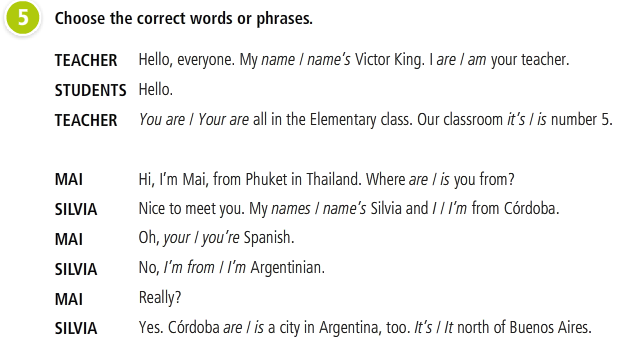 5 Choose the correct words or phrases.
TEACHER Hello, everyone. My name / name's Victor King. I are / am your teacher.
STUDENTS Hello.
TEACHER You are / Your are all in the Elementary class. Our classroom it's / is number 5.
MAI Hi, I'm Mai, from Phuket in Thailand. Where are / is you from?
SILVIA Nice to meet you. My names / name's Silvia and I / I'm from Córdoba.
MAI Oh, your / you're Spanish.
SILVIA No, I'm from / I'm Argentinian.
MAI Really?
SILVIA Yes. Córdoba are / is a city in Argentina, too. It's / It north of Buenos Aires.